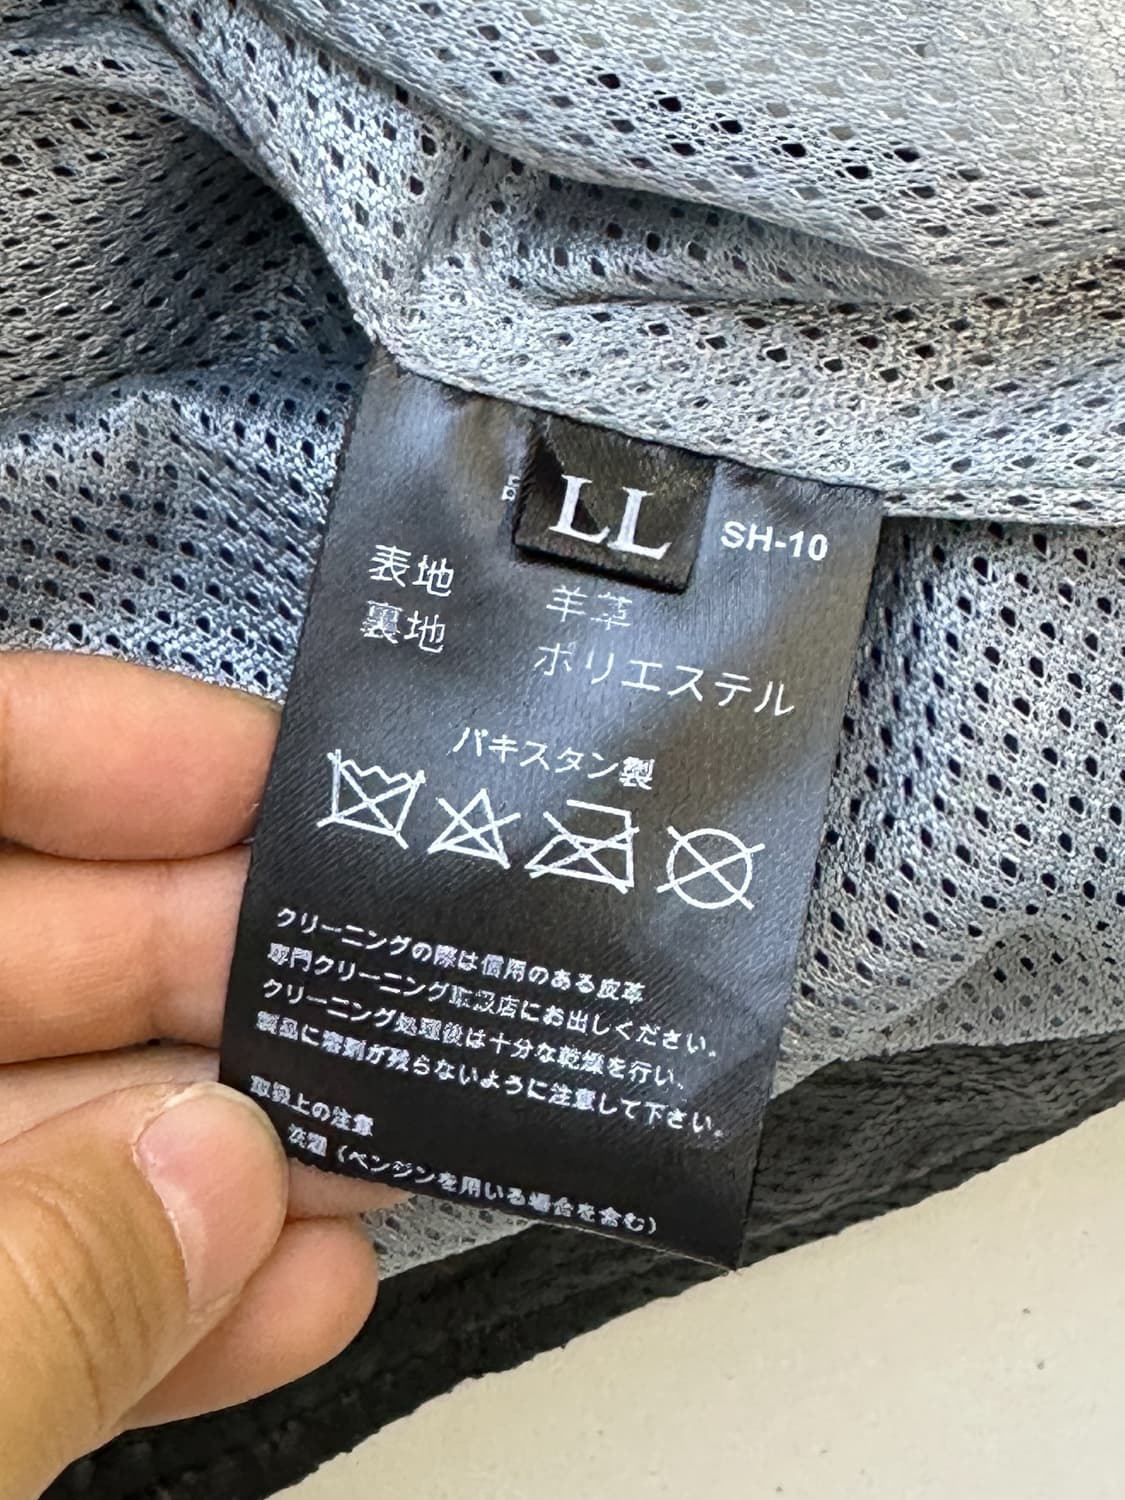 LL
品 SH-10
表地 羊革
裏地 ポリエステル
パキスタン製
クリーニングの際は信用のある皮革
専門クリーニング取扱店にお出しください。
クリーニング処理後は十分な乾燥を行い、
製品に溶剤が残らないように注意して下さい。
取扱上の注意
洗濯(ベンジンを用いる場合を含む)